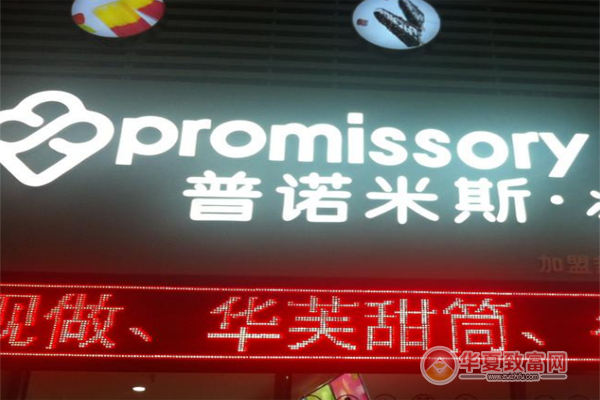 promissory
普诺米斯·
加盟
现做、华芙甜筒、
华夏致富网